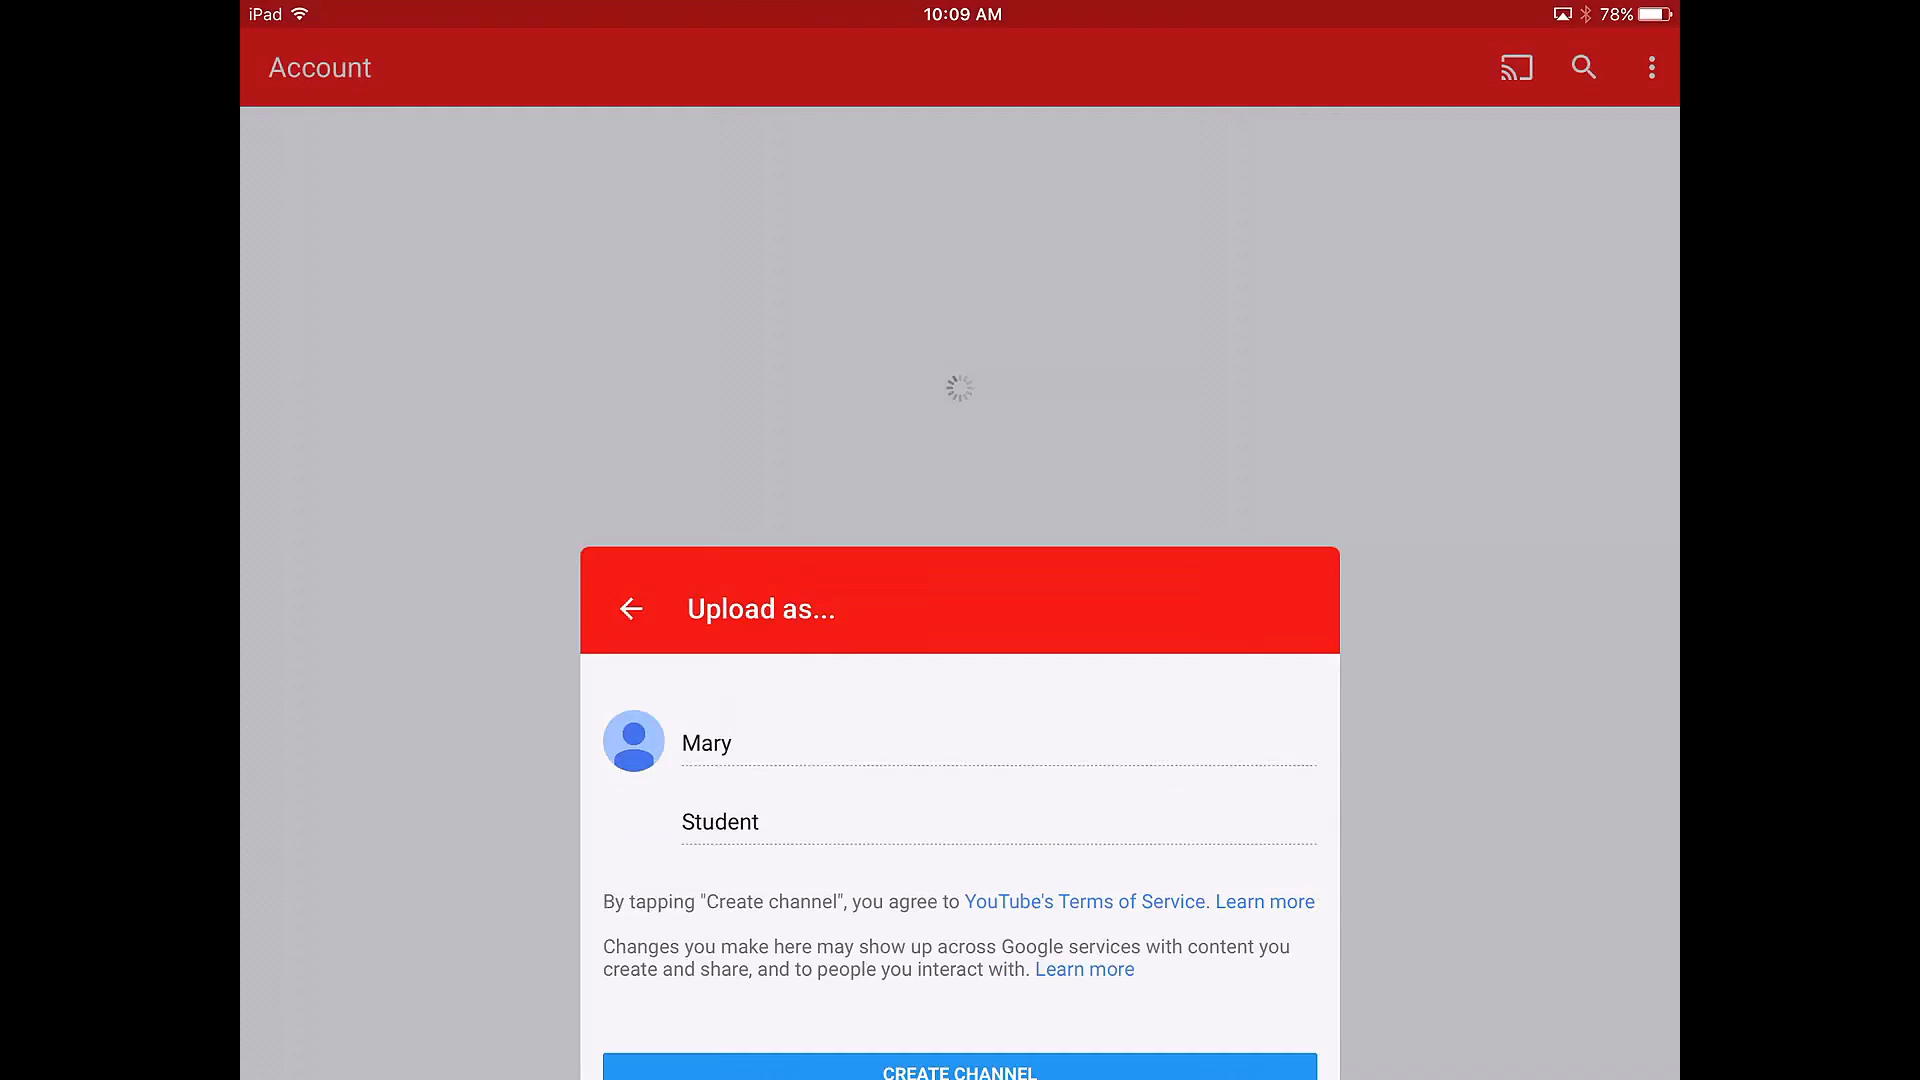 iPad 10:09 AM 78%
Account
Upload as...
Mary
Student
By tapping "Create channel", you agree to YouTube's Terms of Service. Learn more
Changes you make here may show up across Google services with content you
create and share, and to people you interact with. Learn more
CREATE CHANNEL